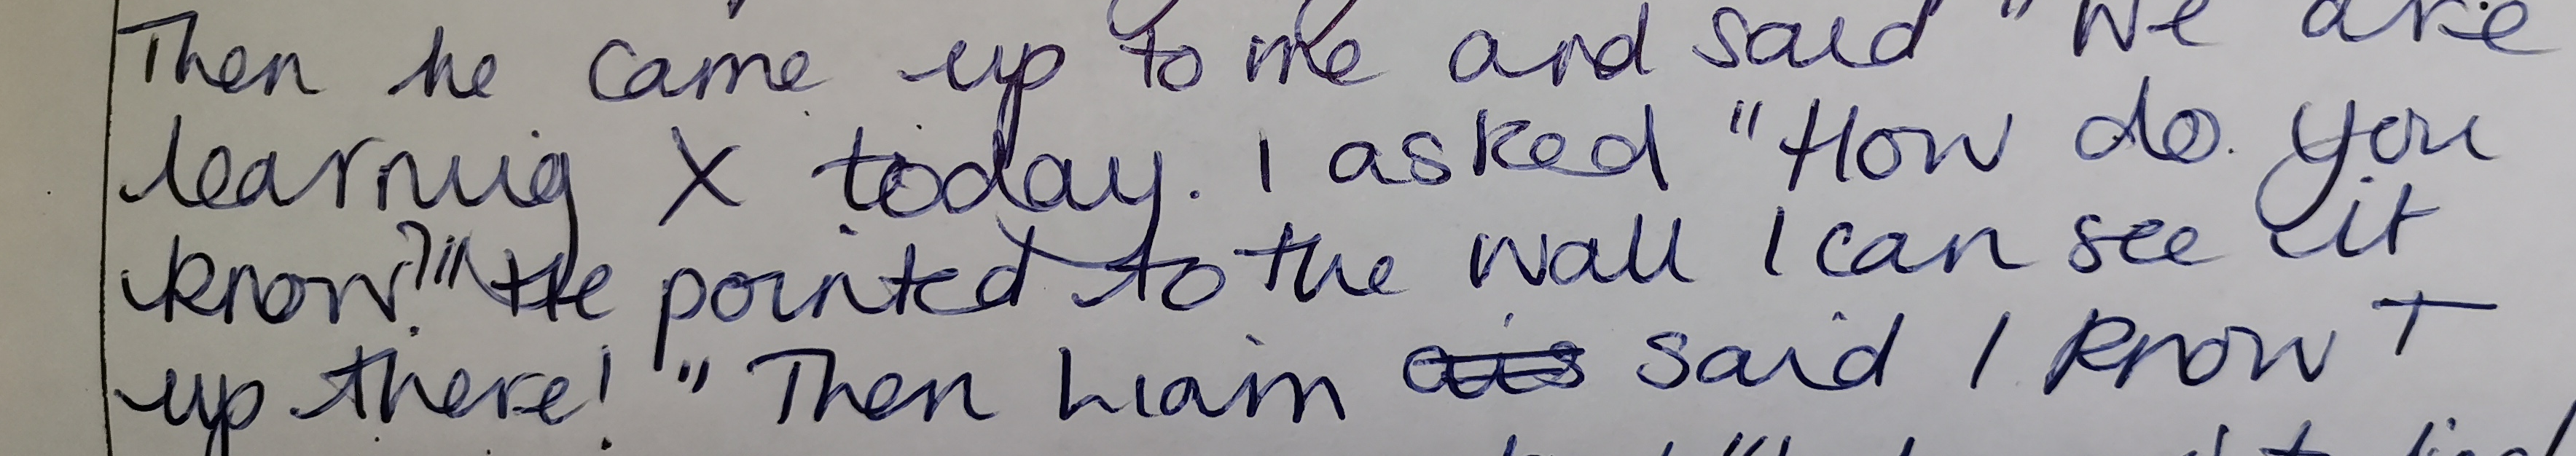 Then he came up to me and said "We are
learning X today. I asked "How do you
know?" He pointed to the wall I can see it
up there!" Then Liam said I know T